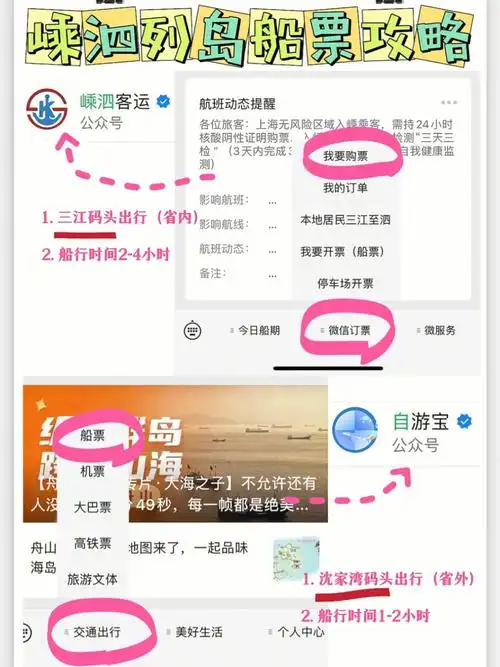 嵊泗列岛船票攻略
嵊泗客运
公众号
航班动态提醒
各位旅客：上海无风险区域入嵊乘客，需持24小时
核酸阴性证明购票
检测"三天三
检"（3天内完成3
自我健康监
测）
影响航班： ...
影响航线： ...
航班动态： ...
备注： ...
我要购票
我的订单
本地居民三江至泗
我要开票（船票）
停车场开票
1. 三江码头出行（省内）
2. 船行时间2-4小时
今日船期
微信订票
微服务
自游宝
公众号
船票
机票
大巴票
高铁票
旅游文体
大海之子】不允许还有
人没
49秒，每一帧都是绝美...
舟山
地图来了，一起品味
海岛
1. 沈家湾码头出行（省外）
2. 船行时间1-2小时
交通出行
美好生活
个人中心